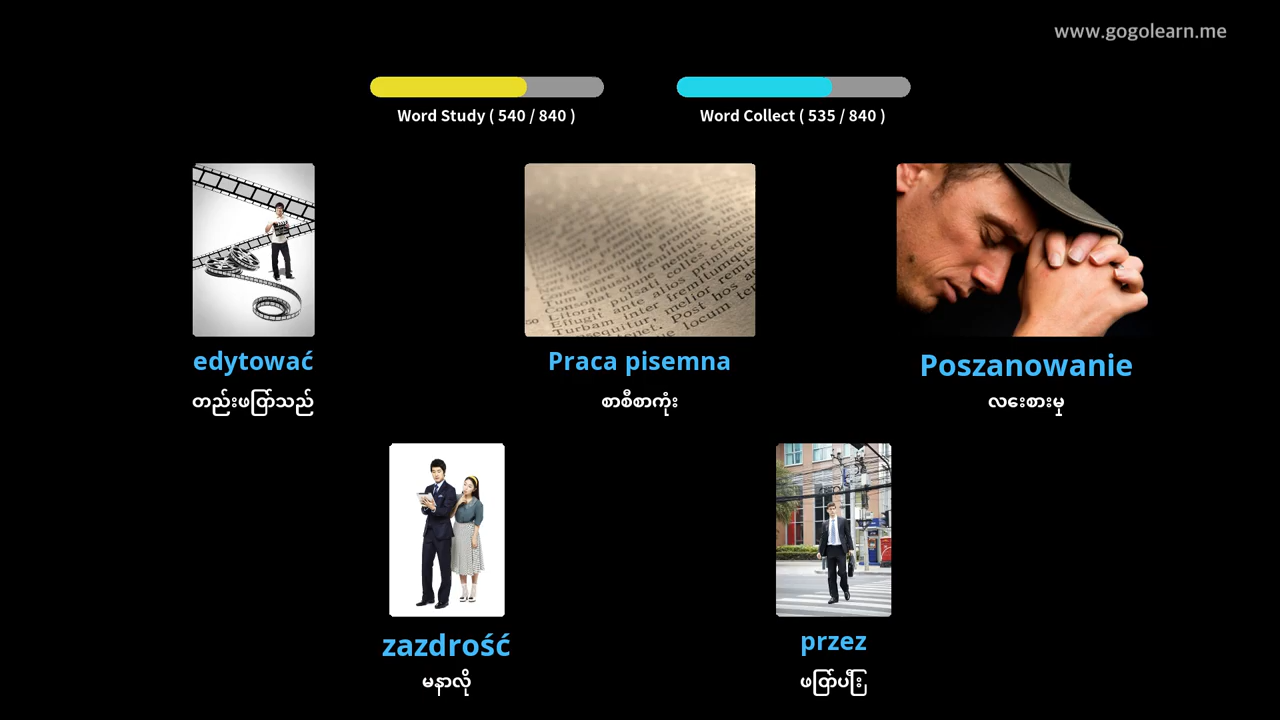 www.gogolearn.me
Word Study ( 540 / 840 )
Word Collect ( 535 / 840 )
edytować
တည်းဖြတ်သည်
Praca pisemna
စာစီစာကုံး
Poszanowanie
လေးစားမှု
zazdrość
မနာလို
przez
ဖြတ်ပြီး